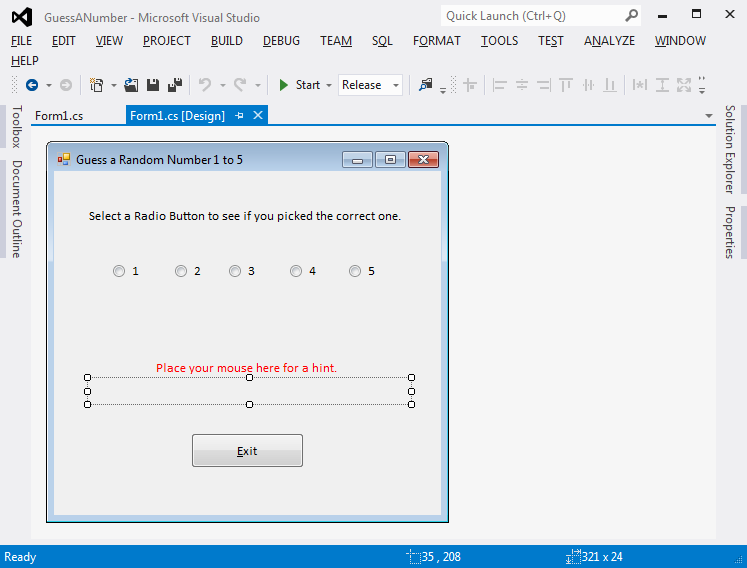 GuessANumber - Microsoft Visual Studio
Quick Launch (Ctrl+Q)
FILE EDIT VIEW PROJECT BUILD DEBUG TEAM SQL FORMAT TOOLS TEST ANALYZE WINDOW
HELP
Start Release
Form1.cs Form1.cs [Design]
Toolbox
Document Outline
Guess a Random Number 1 to 5
Select a Radio Button to see if you picked the correct one.
1 2 3 4 5
Place your mouse here for a hint.
Exit
Solution Explorer
Properties
Ready 35 , 208 321 x 24